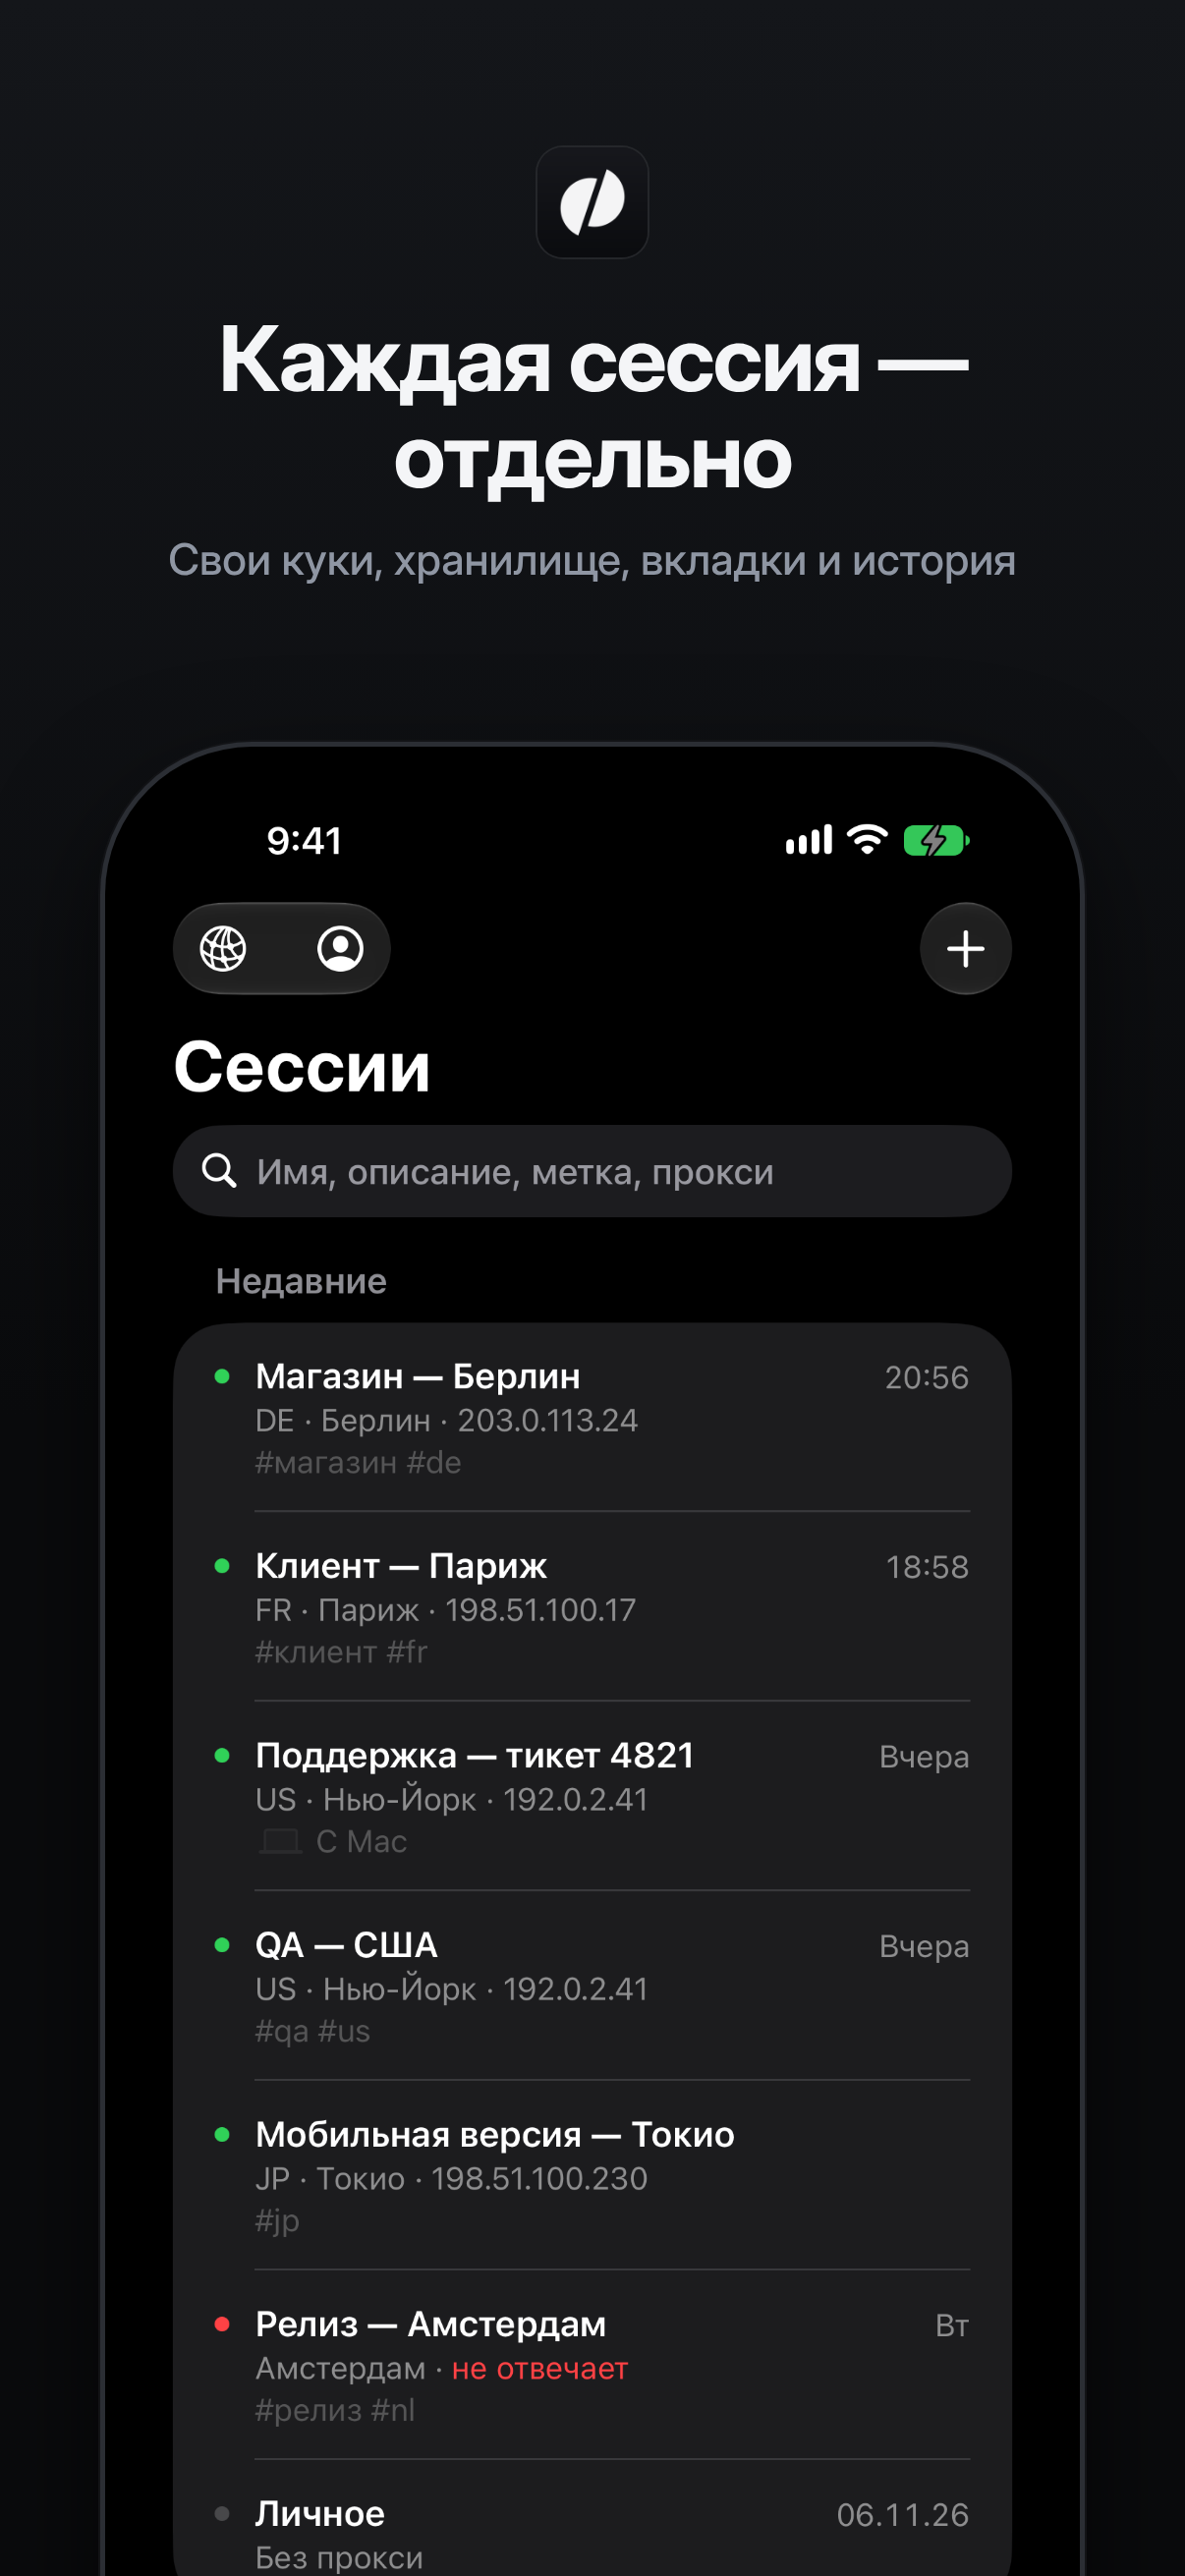 Каждая сессия —
отдельно
Свои куки, хранилище, вкладки и история
9:41
Сессии
Имя, описание, метка, прокси
Недавние
Магазин — Берлин 20:56
DE · Берлин · 203.0.113.24
#магазин #de
Клиент — Париж 18:58
FR · Париж · 198.51.100.17
#клиент #fr
Поддержка — тикет 4821 Вчера
US · Нью-Йорк · 192.0.2.41
С Mac
QA — США Вчера
US · Нью-Йорк · 192.0.2.41
#qa #us
Мобильная версия — Токио
JP · Токио · 198.51.100.230
#jp
Релиз — Амстердам Вт
Амстердам · не отвечает
#релиз #nl
Личное 06.11.26
Без прокси